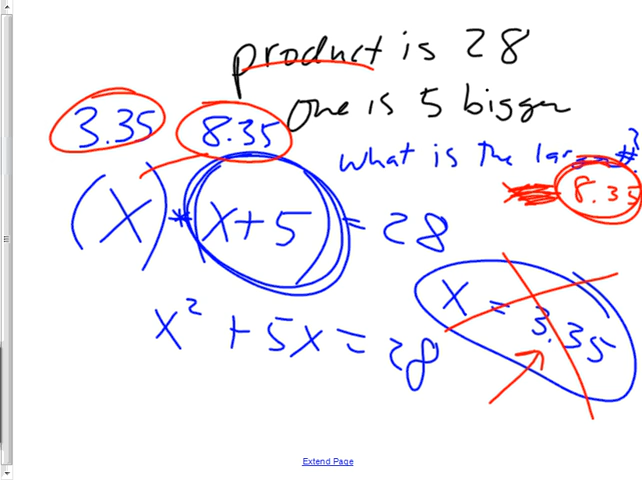 product is 28
one is 5 bigger
3.35 8.35
what is the #?
8.35
(x) * (x+5) = 28
x = 3.35
x² + 5x = 28
Extend Page